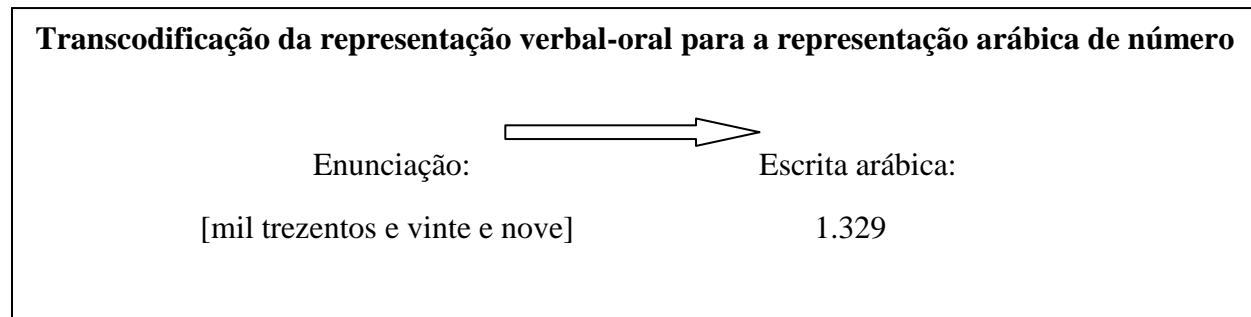 Transcodificação da representação verbal-oral para a representação arábica de número
Enunciação: Escrita arábica:
[mil trezentos e vinte e nove] 1.329